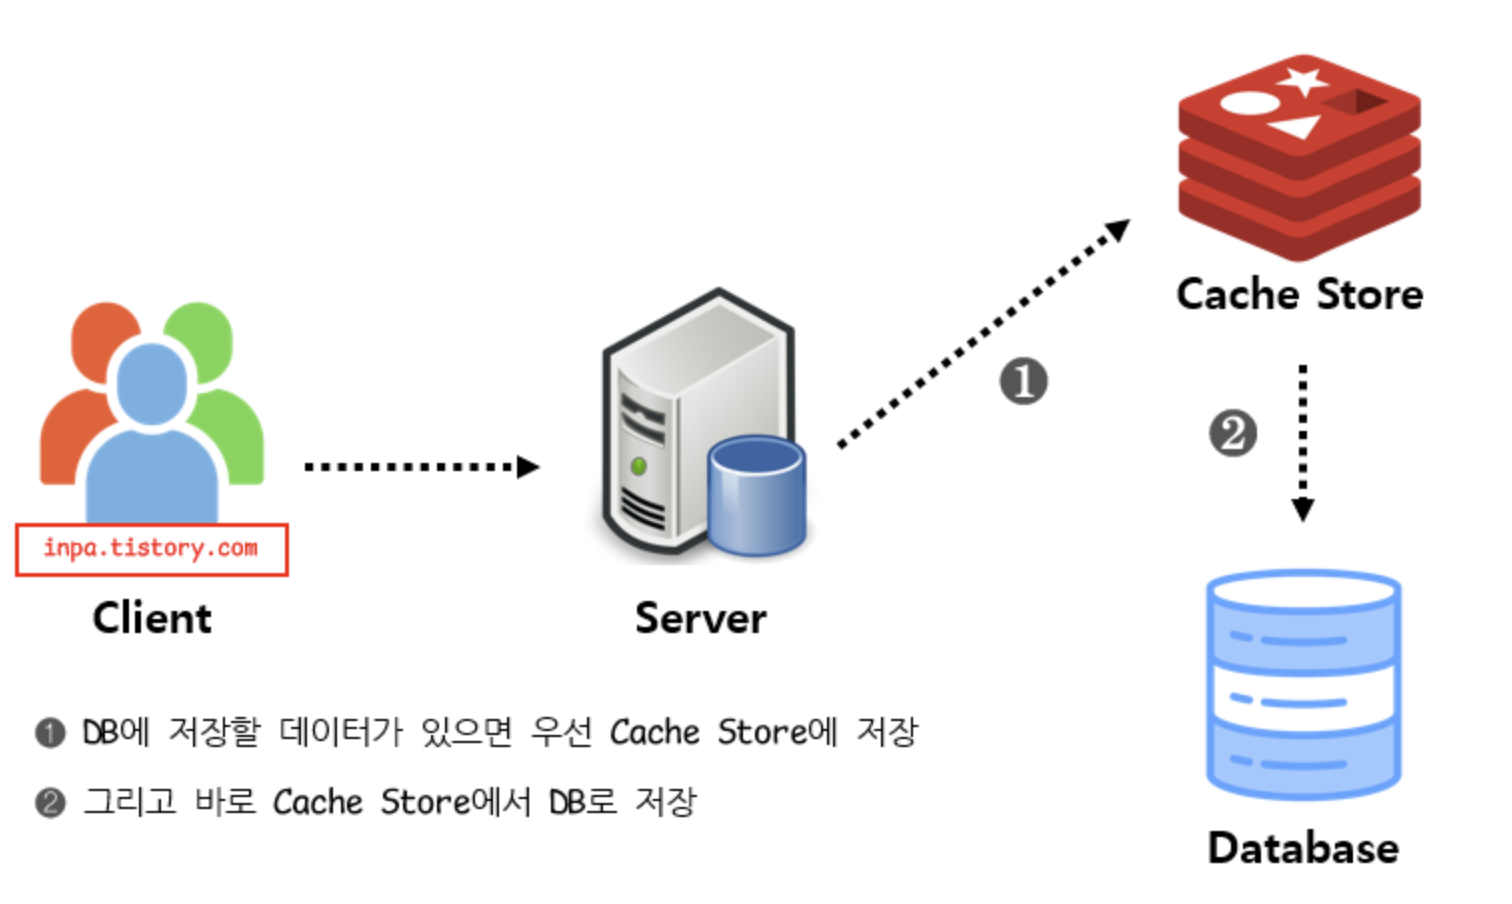 Cache Store
❶
❷
inpa.tistory.com
Client
Server
Database
❶ DB에 저장할 데이터가 있으면 우선 Cache Store에 저장
❷ 그리고 바로 Cache Store에서 DB로 저장